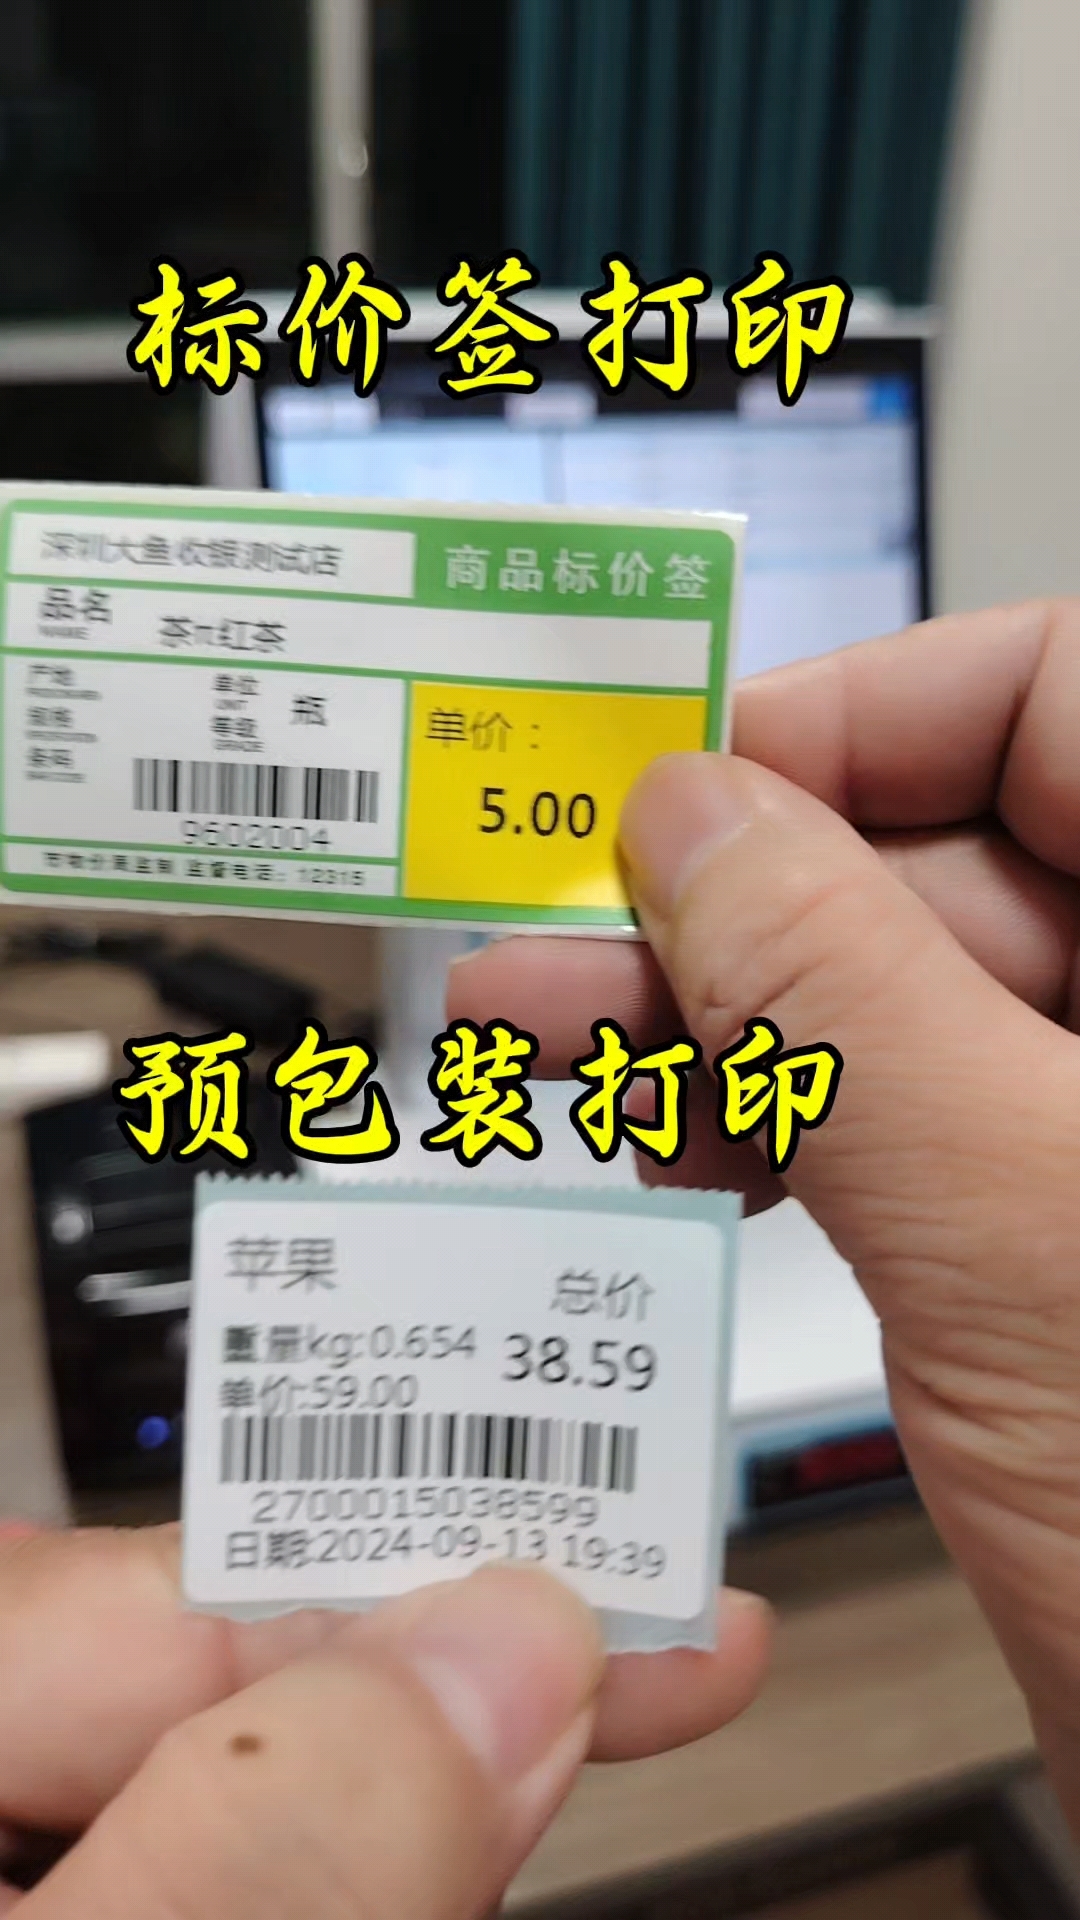 标价签打印
深圳大鱼收银测试店
商品标价签
品名
NAME
茶π红茶
产地
单位
UNIT
瓶
规格
等级
GRADE
条码
单价：
5.00
9602004
市物价局监制 监督电话：12315
预包装打印
苹果
总价
重量kg:0.654
38.59
单价:59.00
2700015038599
日期:2024-09-13 19:39